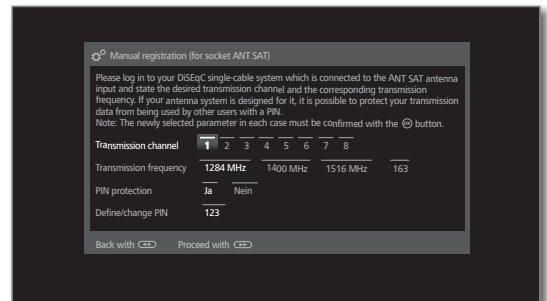 Manual registration (for socket ANT SAT)
Please log in to your DiSEqC single-cable system which is connected to the ANT SAT antenna
input and state the desired transmission channel and the corresponding transmission
frequency. If your antenna system is designed for it, it is possible to protect your transmission
data from being used by other users with a PIN.
Note: The newly selected parameter in each case must be confirmed with the OK button.
Transmission channel 1 2 3 4 5 6 7 8
Transmission frequency 1284 MHz 1400 MHz 1516 MHz 163
PIN protection Ja Nein
Define/change PIN 123
Back with Proceed with